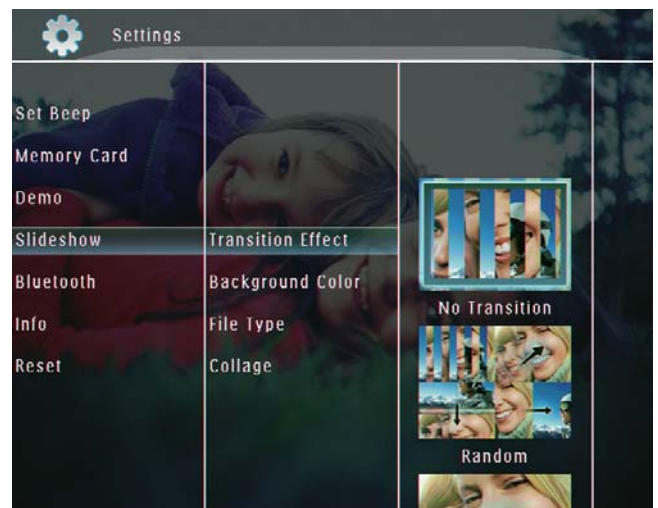 Settings
Set Beep
Memory Card
Demo
Slideshow
Bluetooth
Info
Reset
Transition Effect
Background Color
File Type
Collage
No Transition
Random